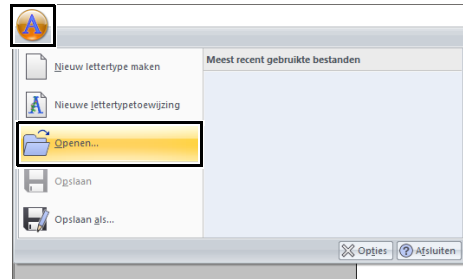 A
Nieuw lettertype maken
Meest recent gebruikte bestanden
Nieuwe lettertypetoewijzing
Openen...
Opslaan
Opslaan als...
Opties
Afsluiten